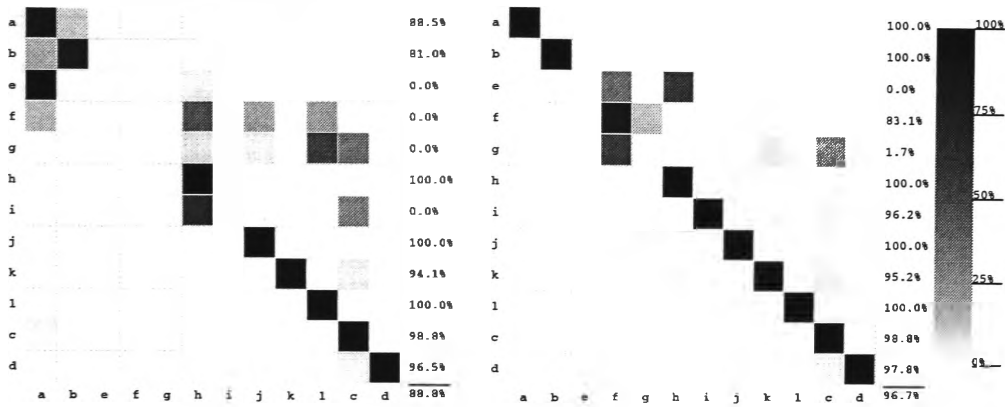 a 88.5%
b 81.0%
e 0.0%
f 0.0%
g 0.0%
h 100.0%
i 0.0%
j 100.0%
k 94.1%
l 100.0%
c 98.8%
d 96.5%
a b e f g h i j k l c d 88.8%
a 100.0%
b 100.0%
e 0.0%
f 83.1%
g 1.7%
h 100.0%
i 96.2%
j 100.0%
k 95.2%
l 100.0%
c 98.8%
d 97.8%
a b e f g h i j k l c d 96.7%
100%
75%
50%
25%
0%